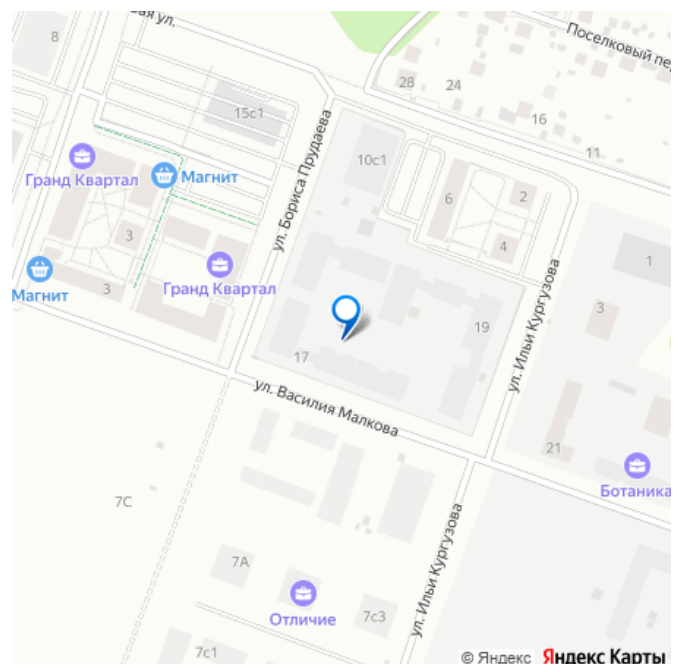 вая ул.
Поселковый пер
8
28
24
15с1
16
11
10с1
ул. Бориса Прудаева
Гранд Квартал
Магнит
6
2
3
4
Гранд Квартал
1
Магнит
3
3
19
17
ул. Ильи Кургузова
ул. Василия Малкова
21
Ботаника
7С
ул. Ильи Кургузова
7А
Отличие
7с3
7с1
© Яндекс Яндекс Карты